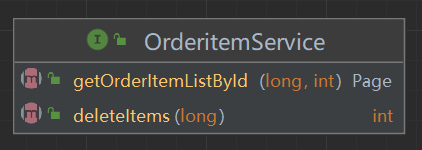 OrderitemService
getOrderItemListById (long, int) Page
deleteItems(long) int